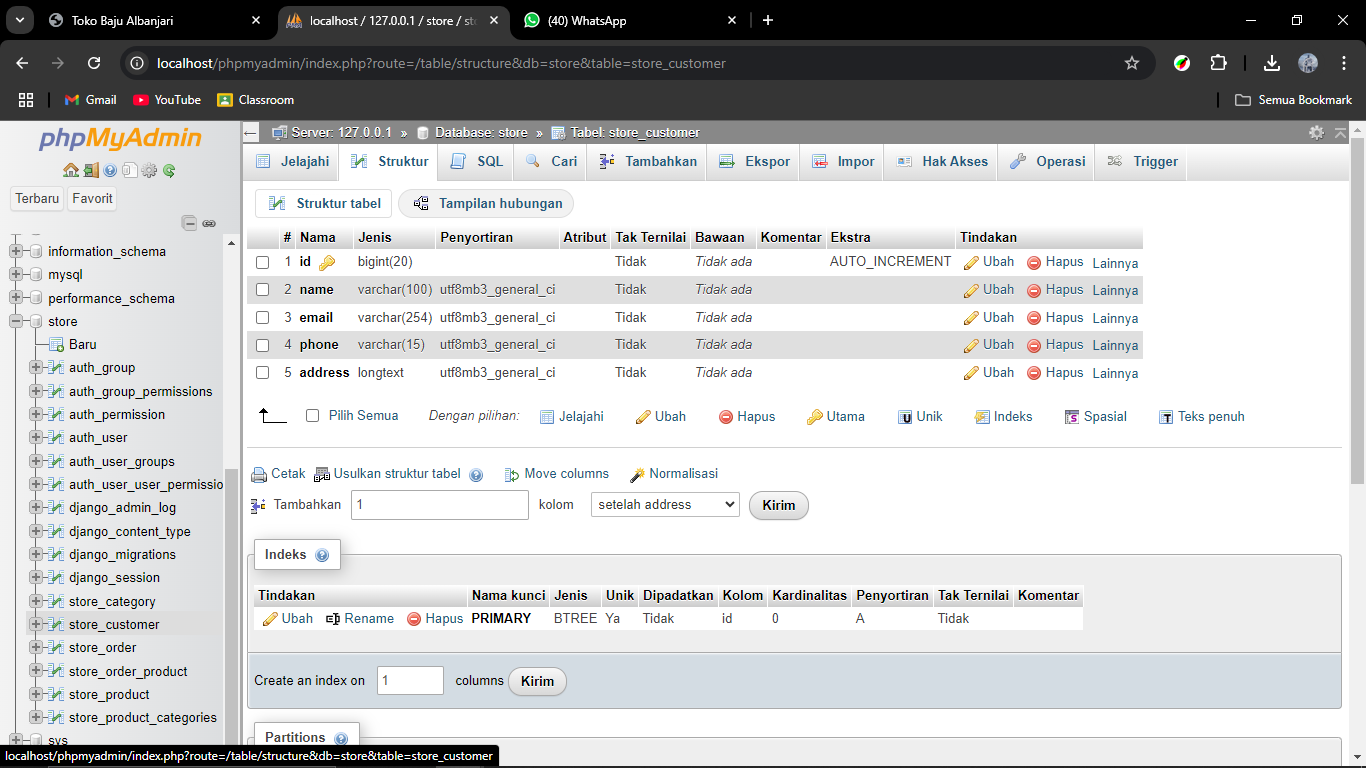 Toko Baju Albanjari
localhost / 127.0.0.1 / store / st
(40) WhatsApp
localhost/phpmyadmin/index.php?route=/table/structure&db=store&table=store_customer
Gmail
YouTube
Classroom
Semua Bookmark
phpMyAdmin
Terbaru
Favorit
information_schema
mysql
performance_schema
store
Baru
auth_group
auth_group_permissions
auth_permission
auth_user
auth_user_groups
auth_user_user_permissio
django_admin_log
django_content_type
django_migrations
django_session
store_category
store_customer
store_order
store_order_product
store_product
store_product_categories
sys
Server: 127.0.0.1 » Database: store » Tabel: store_customer
Jelajahi Struktur SQL Cari Tambahkan Ekspor Impor Hak Akses Operasi Trigger
Struktur tabel Tampilan hubungan
# Nama Jenis Penyortiran Atribut Tak Ternilai Bawaan Komentar Ekstra Tindakan
1 id bigint(20) Tidak Tidak ada AUTO_INCREMENT Ubah Hapus Lainnya
2 name varchar(100) utf8mb3_general_ci Tidak Tidak ada Ubah Hapus Lainnya
3 email varchar(254) utf8mb3_general_ci Tidak Tidak ada Ubah Hapus Lainnya
4 phone varchar(15) utf8mb3_general_ci Tidak Tidak ada Ubah Hapus Lainnya
5 address longtext utf8mb3_general_ci Tidak Tidak ada Ubah Hapus Lainnya
Pilih Semua Dengan pilihan: Jelajahi Ubah Hapus Utama Unik Indeks Spasial Teks penuh
Cetak Usulkan struktur tabel Move columns Normalisasi
Tambahkan 1 kolom setelah address Kirim
Indeks
Tindakan Nama kunci Jenis Unik Dipadatkan Kolom Kardinalitas Penyortiran Tak Ternilai Komentar
Ubah Rename Hapus PRIMARY BTREE Ya Tidak id 0 A Tidak
Create an index on 1 columns Kirim
Partitions
localhost/phpmyadmin/index.php?route=/table/structure&db=store&table=store_customer